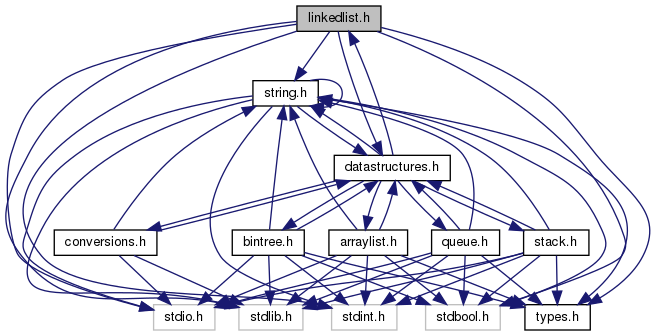 linkedlist.h
string.h
datastructures.h
conversions.h
bintree.h
arraylist.h
queue.h
stack.h
stdio.h
stdlib.h
stdint.h
stdbool.h
types.h